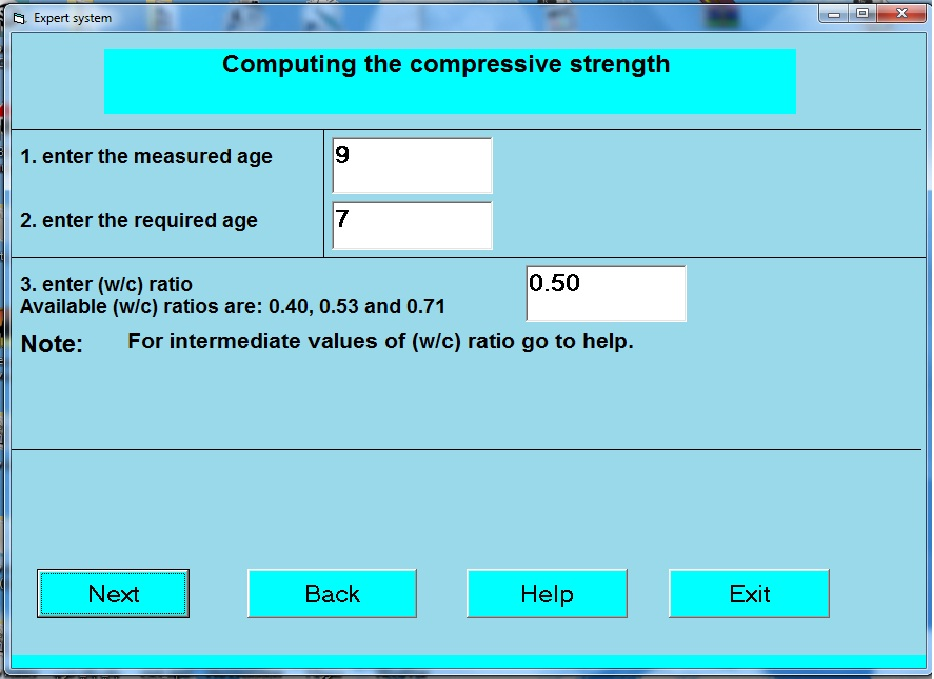 Expert system
Computing the compressive strength
1. enter the measured age
9
2. enter the required age
7
3. enter (w/c) ratio
0.50
Available (w/c) ratios are: 0.40, 0.53 and 0.71
Note: For intermediate values of (w/c) ratio go to help.
Next Back Help Exit